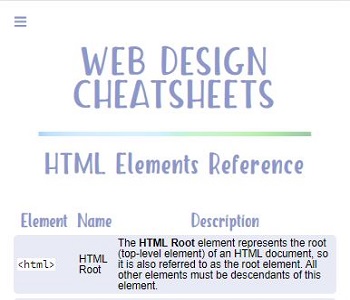 WEB DESIGN
CHEATSHEETS
HTML Elements Reference
Element Name Description
<html> HTML Root The HTML Root element represents the root
(top-level element) of an HTML document, so
it is also referred to as the root element. All
other elements must be descendants of this
element.